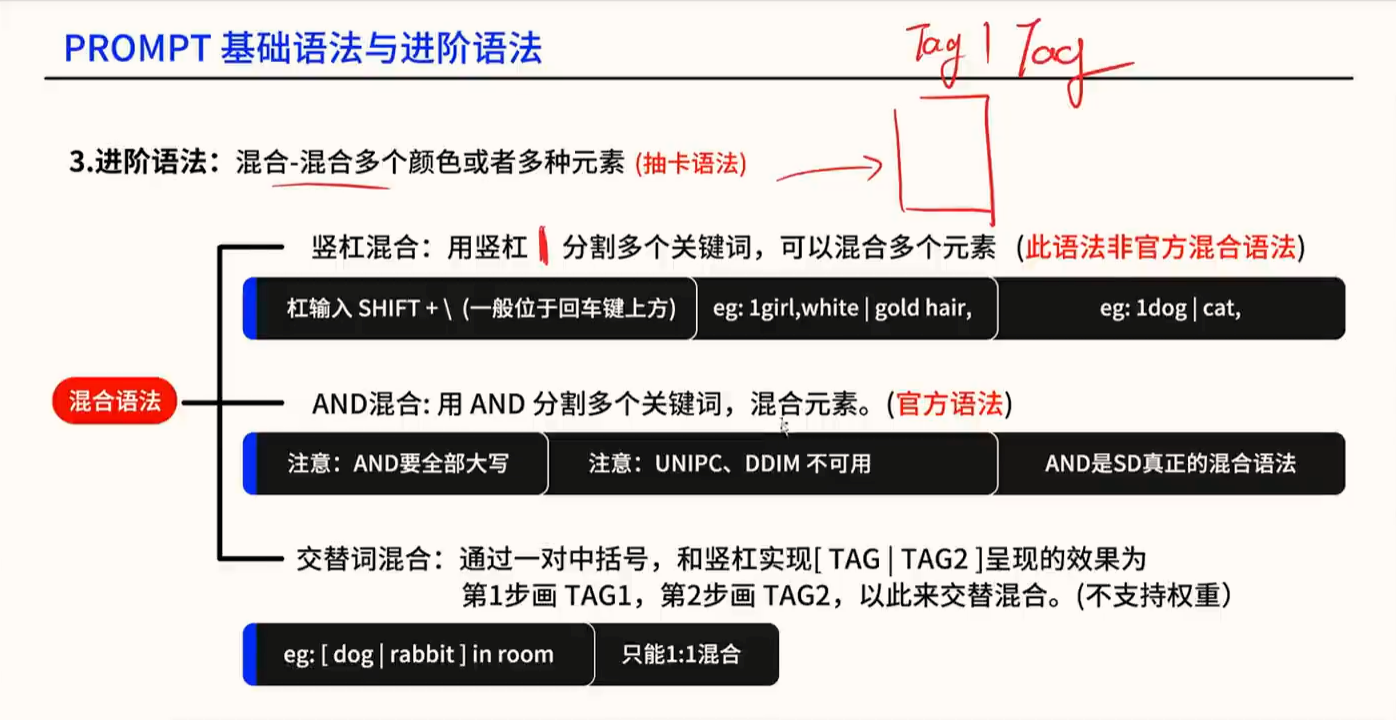 PROMPT 基础语法与进阶语法
Tag | Tag
3.进阶语法：混合-混合多个颜色或者多种元素 (抽卡语法)
竖杠混合：用竖杠 | 分割多个关键词，可以混合多个元素 (此语法非官方混合语法)
杠输入 SHIFT + \ (一般位于回车键上方) eg: 1girl,white | gold hair, eg: 1dog | cat,
混合语法
AND混合: 用 AND 分割多个关键词，混合元素。(官方语法)
注意：AND要全部大写 注意：UNIPC、DDIM 不可用 AND是SD真正的混合语法
交替词混合：通过一对中括号，和竖杠实现[ TAG | TAG2 ]呈现的效果为
第1步画 TAG1，第2步画 TAG2，以此来交替混合。(不支持权重）
eg: [ dog | rabbit ] in room 只能1:1混合